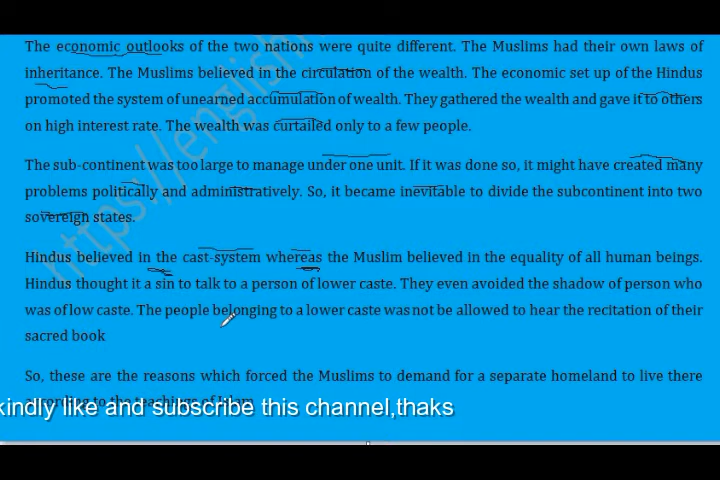 The economic outlooks of the two nations were quite different. The Muslims had their own laws of
inheritance. The Muslims believed in the circulation of the wealth. The economic set up of the Hindus
promoted the system of unearned accumulation of wealth. They gathered the wealth and gave it to others
on high interest rate. The wealth was curtailed only to a few people.
The sub-continent was too large to manage under one unit. If it was done so, it might have created many
problems politically and administratively. So, it became inevitable to divide the subcontinent into two
sovereign states.
Hindus believed in the cast-system whereas the Muslim believed in the equality of all human beings.
Hindus thought it a sin to talk to a person of lower caste. They even avoided the shadow of person who
was of low caste. The people belonging to a lower caste was not be allowed to hear the recitation of their
sacred book
So, these are the reasons which forced the Muslims to demand for a separate homeland to live there
according to the teachings of Islam
kindly like and subscribe this channel,thaks
https://english